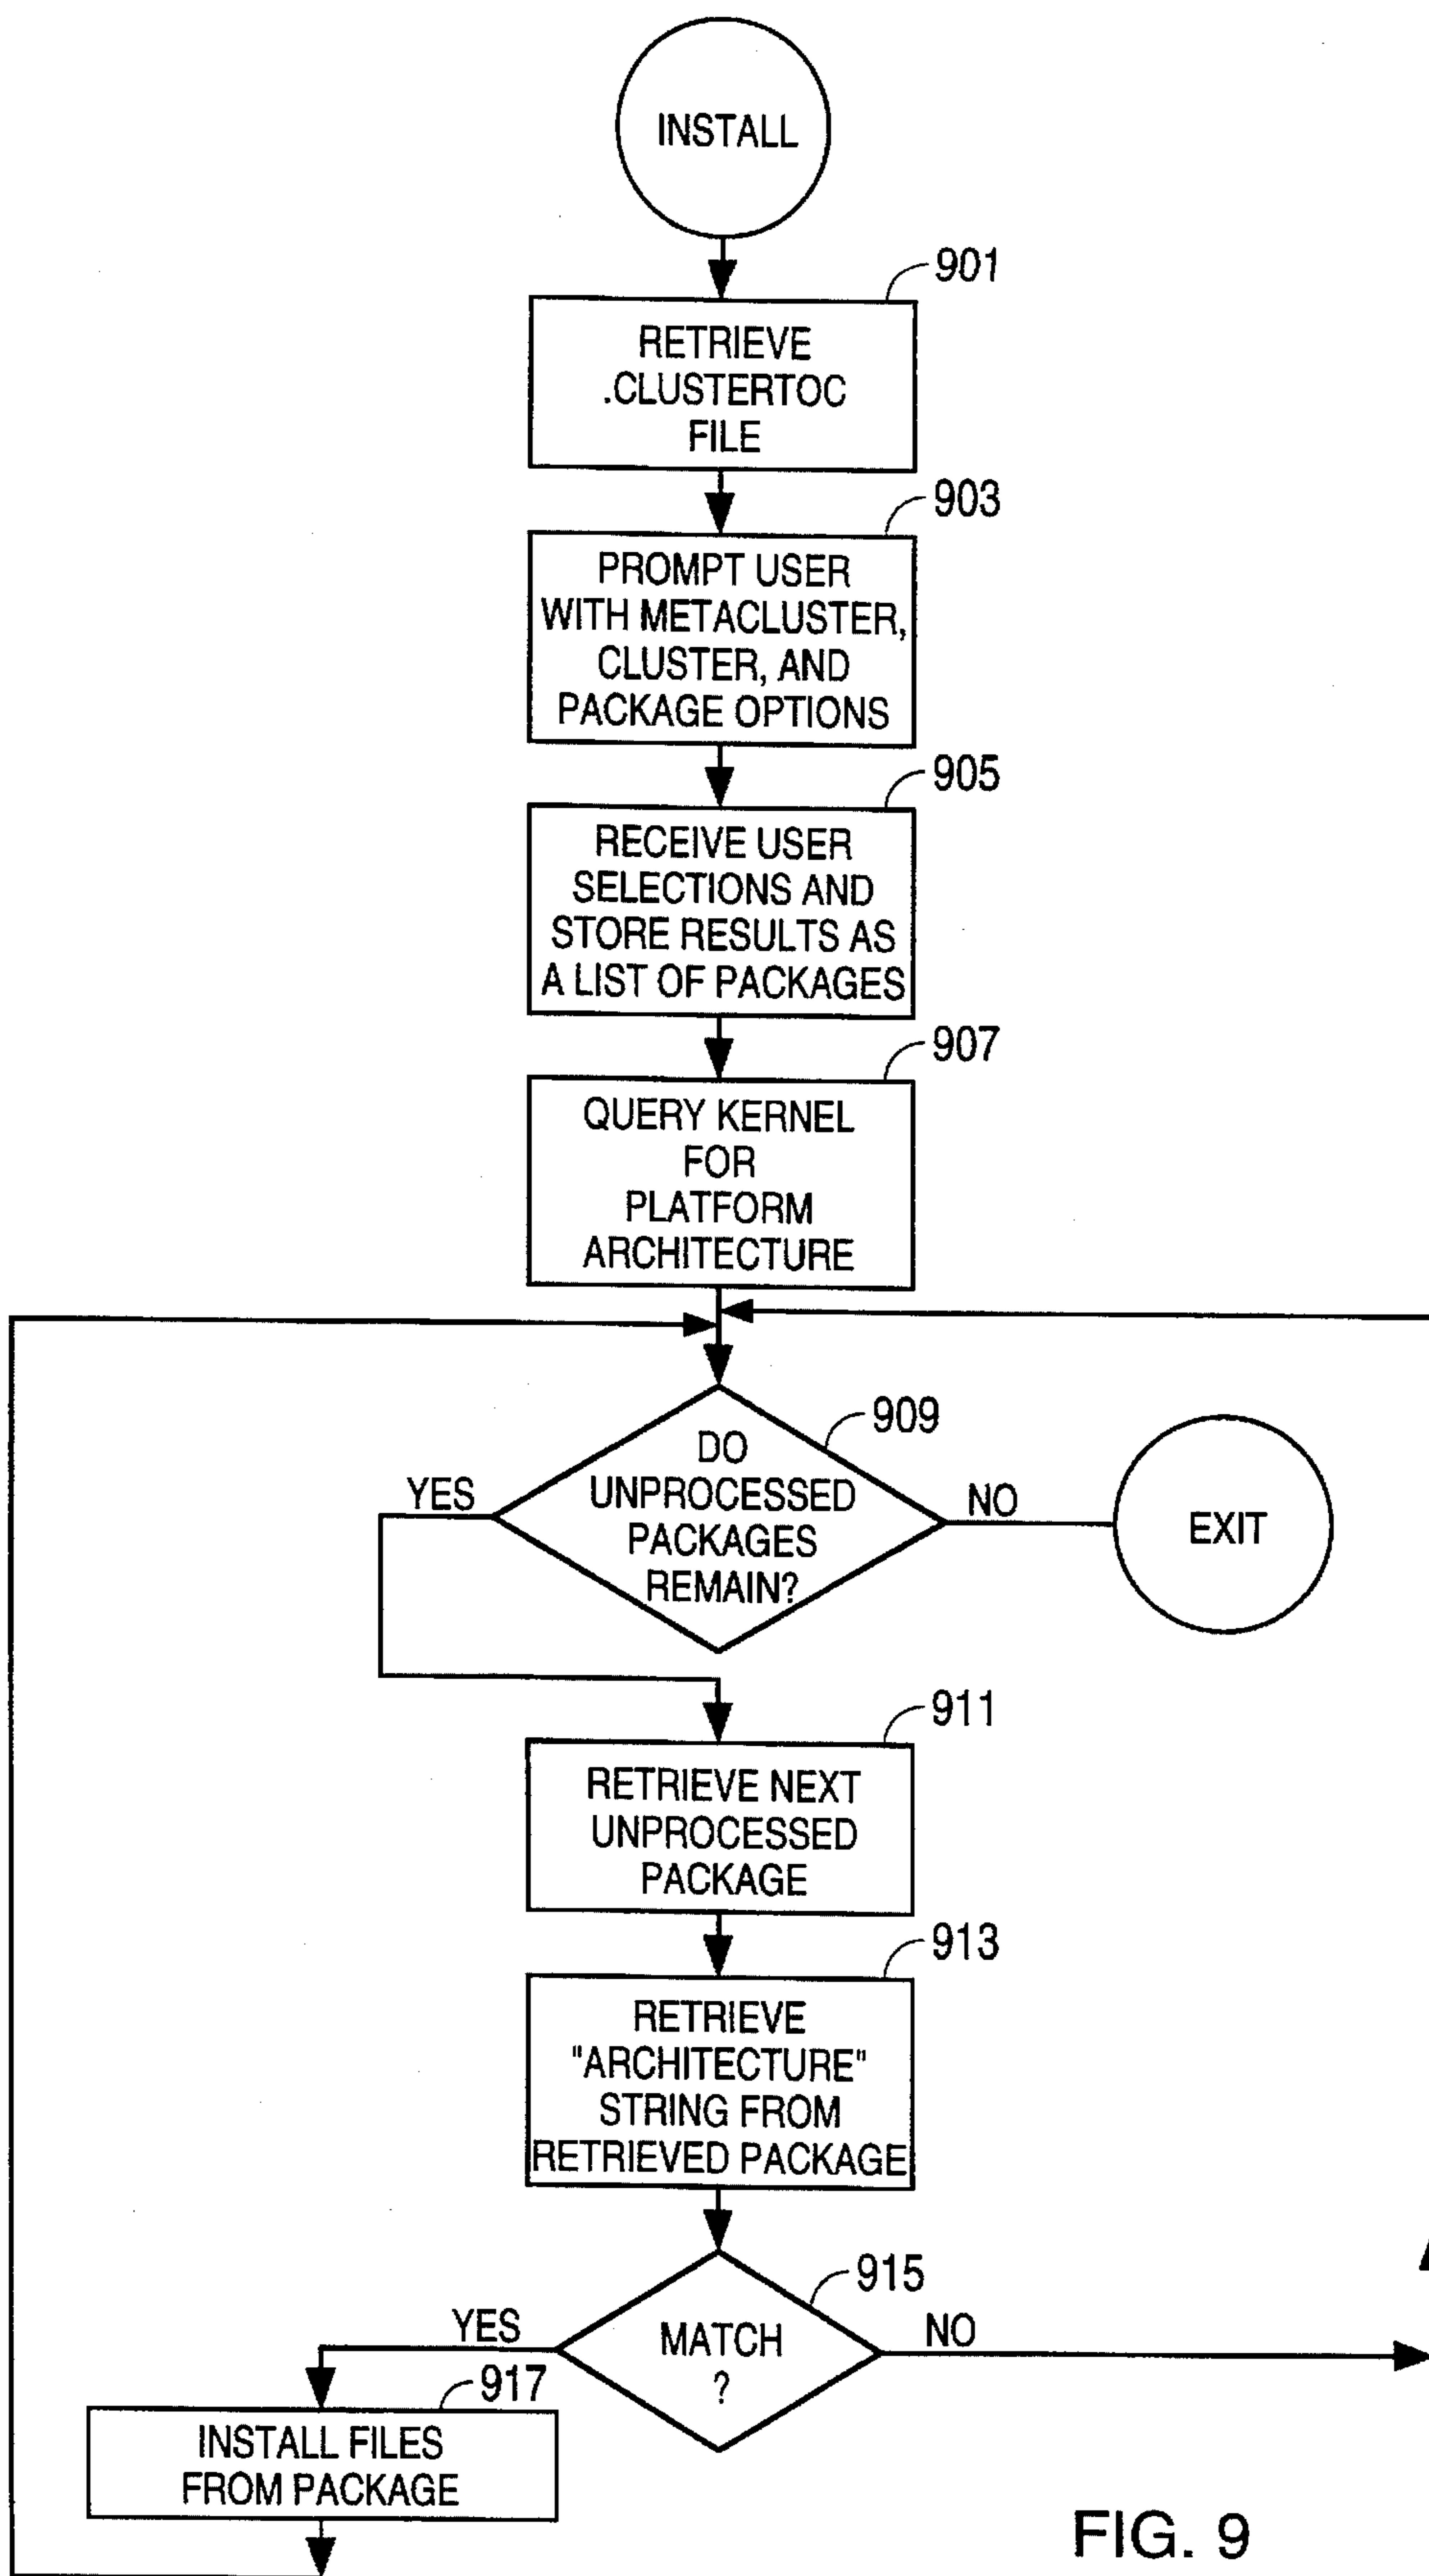 INSTALL
901
RETRIEVE
.CLUSTERTOC
FILE
903
PROMPT USER
WITH METACLUSTER,
CLUSTER, AND
PACKAGE OPTIONS
905
RECEIVE USER
SELECTIONS AND
STORE RESULTS AS
A LIST OF PACKAGES
907
QUERY KERNEL
FOR
PLATFORM
ARCHITECTURE
909
DO
UNPROCESSED
PACKAGES
REMAIN?
YES
NO
EXIT
911
RETRIEVE NEXT
UNPROCESSED
PACKAGE
913
RETRIEVE
"ARCHITECTURE"
STRING FROM
RETRIEVED PACKAGE
915
MATCH
?
YES
NO
917
INSTALL FILES
FROM PACKAGE
FIG. 9